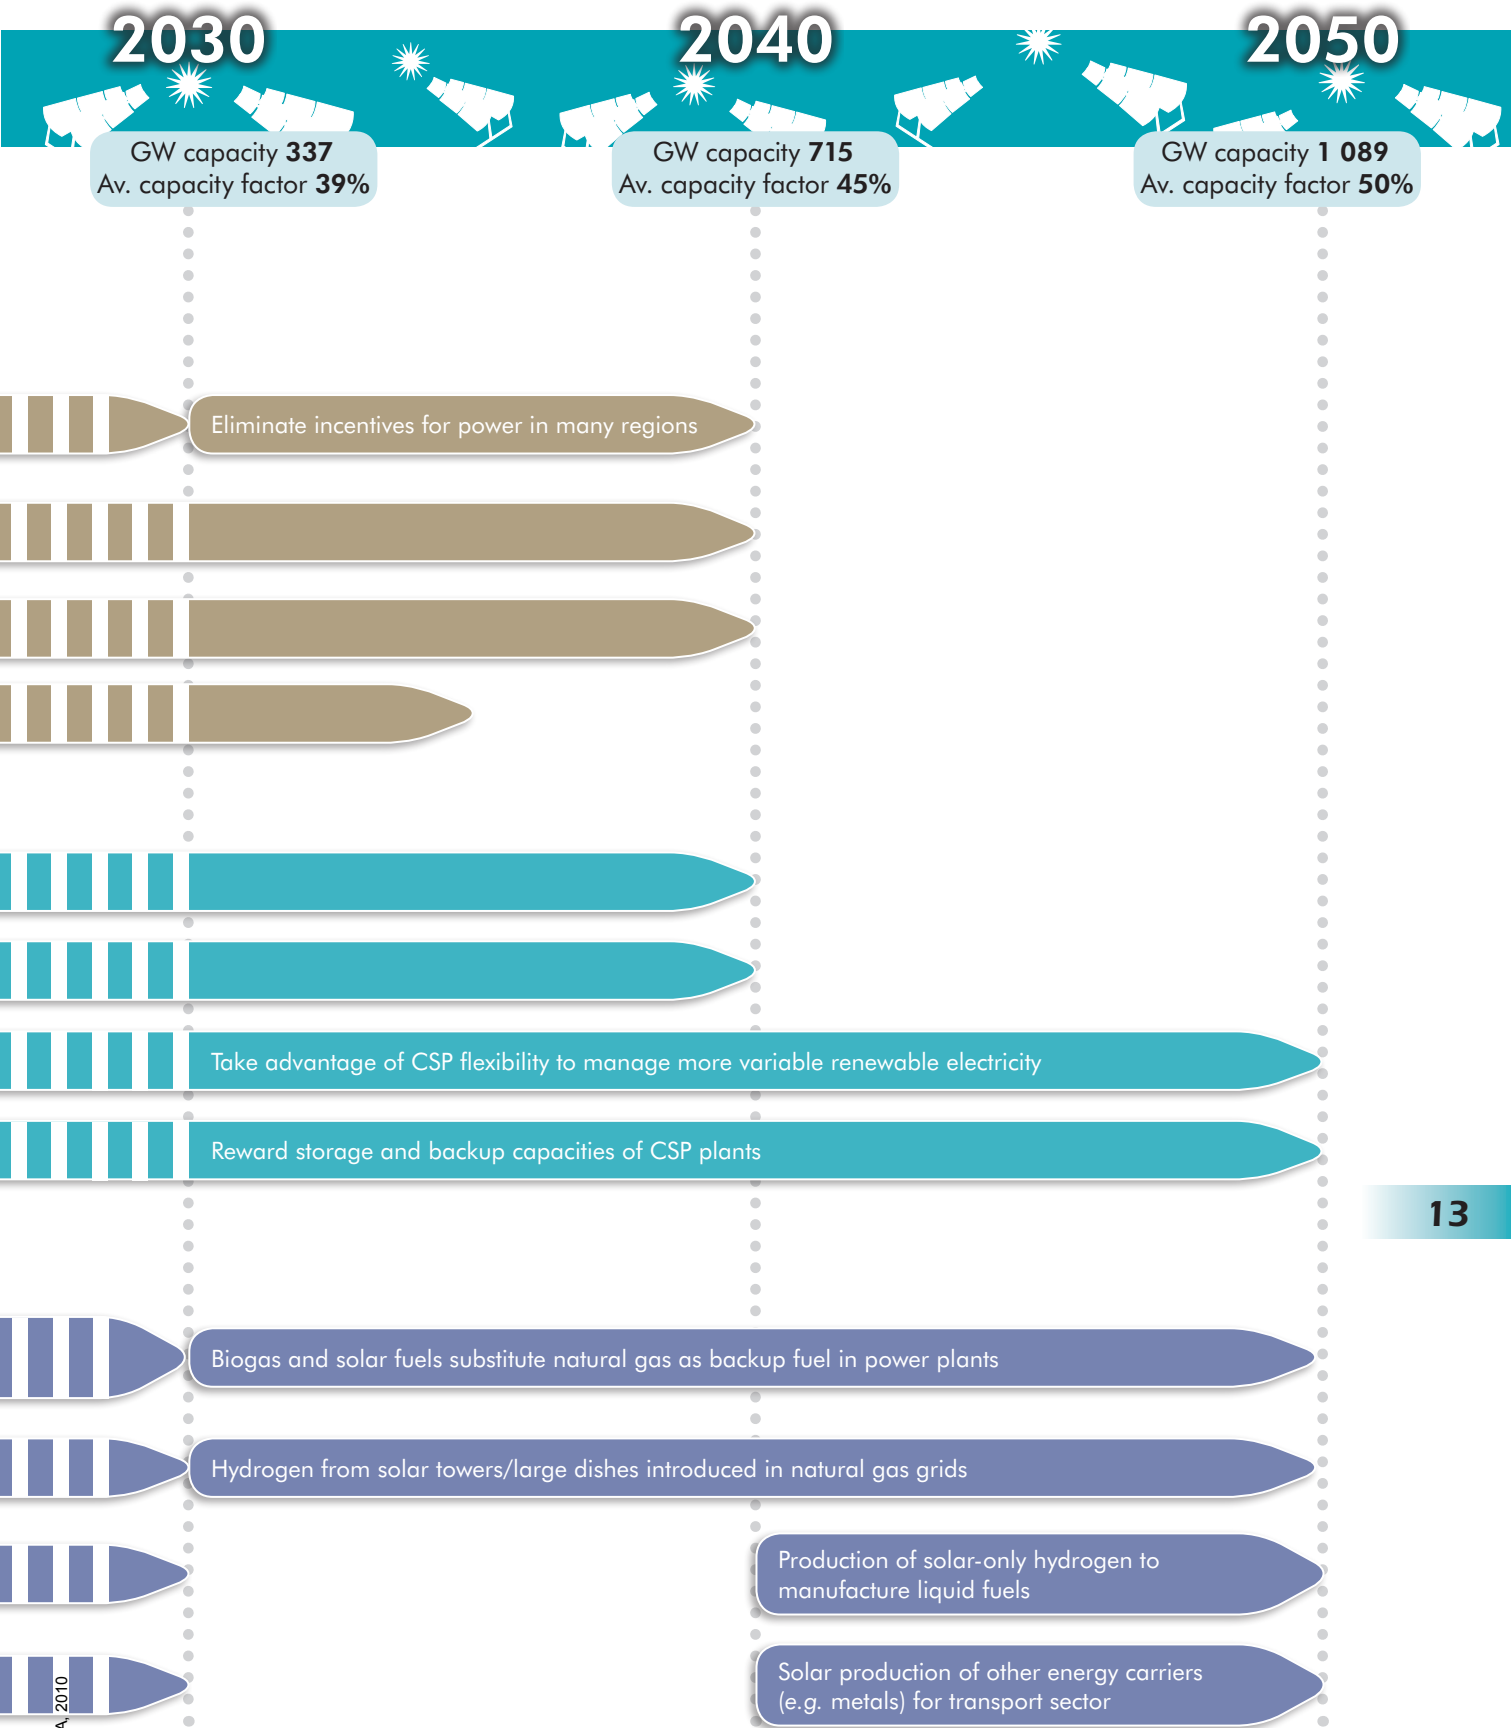 2030
2040
2050
GW capacity 337
Av. capacity factor 39%
GW capacity 715
Av. capacity factor 45%
GW capacity 1 089
Av. capacity factor 50%
Eliminate incentives for power in many regions
Take advantage of CSP flexibility to manage more variable renewable electricity
Reward storage and backup capacities of CSP plants
13
Biogas and solar fuels substitute natural gas as backup fuel in power plants
Hydrogen from solar towers/large dishes introduced in natural gas grids
Production of solar-only hydrogen to
manufacture liquid fuels
Solar production of other energy carriers
(e.g. metals) for transport sector
A, 2010